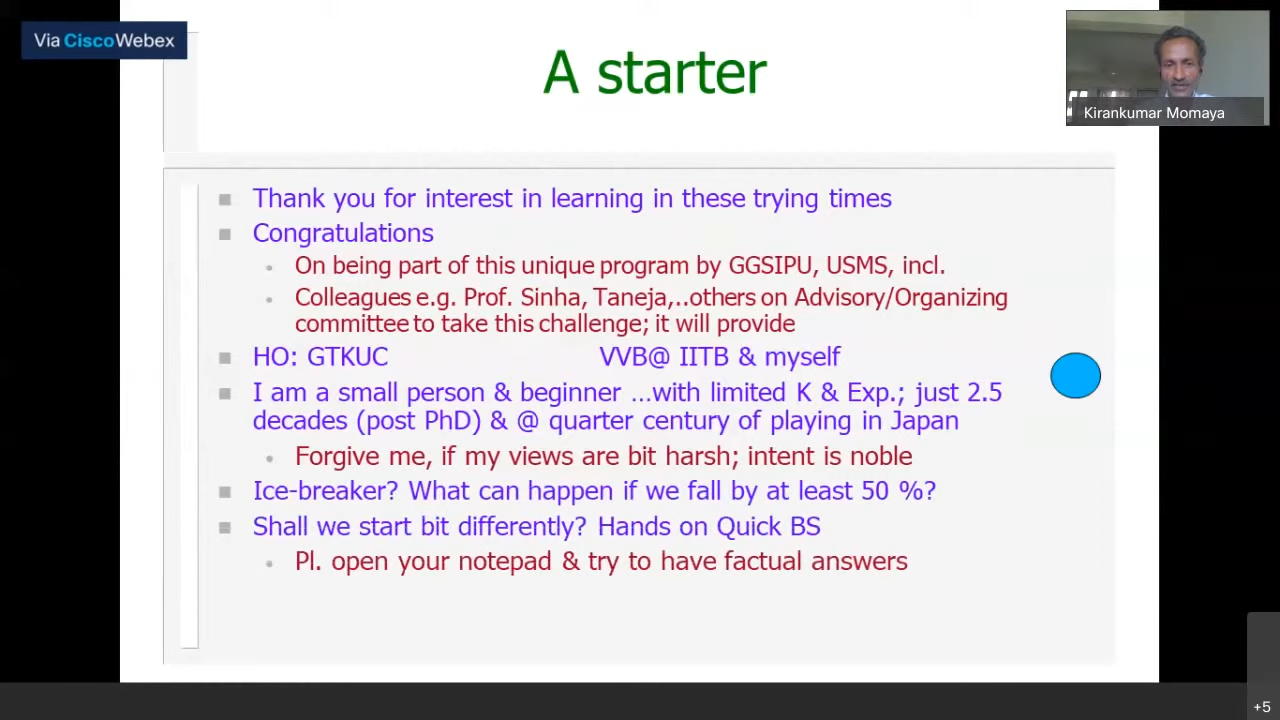 Via Cisco Webex
A starter
Kirankumar Momaya
Thank you for interest in learning in these trying times
Congratulations
On being part of this unique program by GGSIPU, USMS, incl.
Colleagues e.g. Prof. Sinha, Taneja,..others on Advisory/Organizing
committee to take this challenge; it will provide
HO: GTKUC VVB@ IITB & myself
I am a small person & beginner …with limited K & Exp.; just 2.5
decades (post PhD) & @ quarter century of playing in Japan
Forgive me, if my views are bit harsh; intent is noble
Ice-breaker? What can happen if we fall by at least 50 %?
Shall we start bit differently? Hands on Quick BS
Pl. open your notepad & try to have factual answers
+5